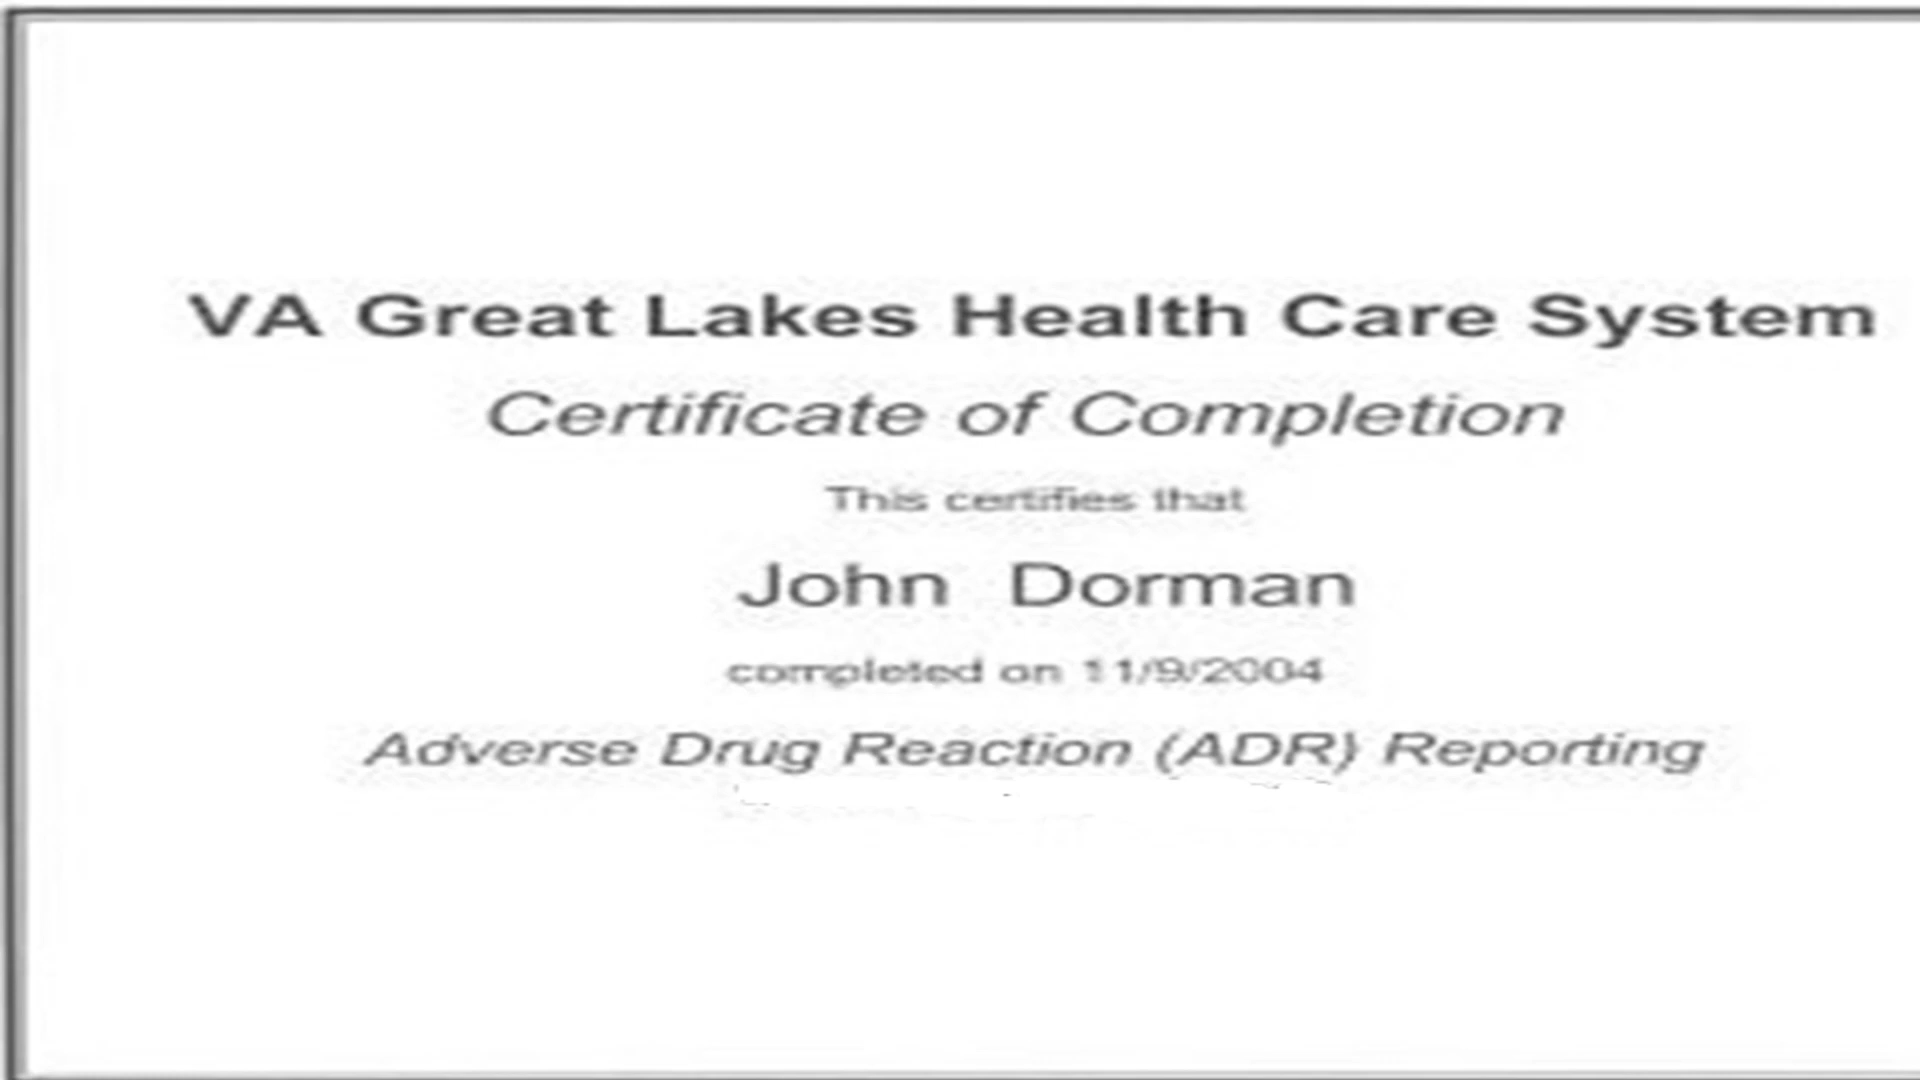 VA Great Lakes Health Care System
Certificate of Completion
This certifies that
John Dorman
completed on 11/9/2004
Adverse Drug Reaction (ADR) Reporting